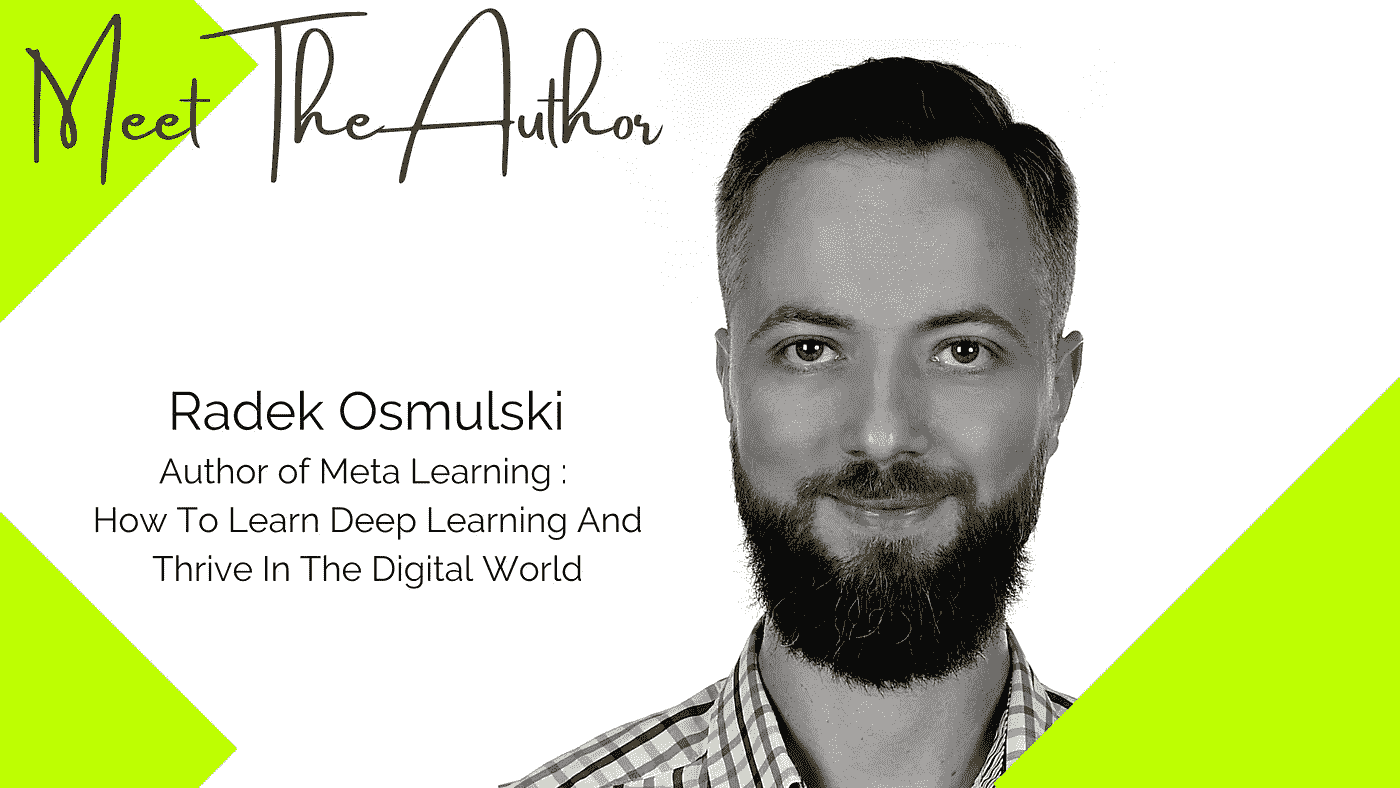 Meet The Author
Radek Osmulski
Author of Meta Learning :
How To Learn Deep Learning And
Thrive In The Digital World